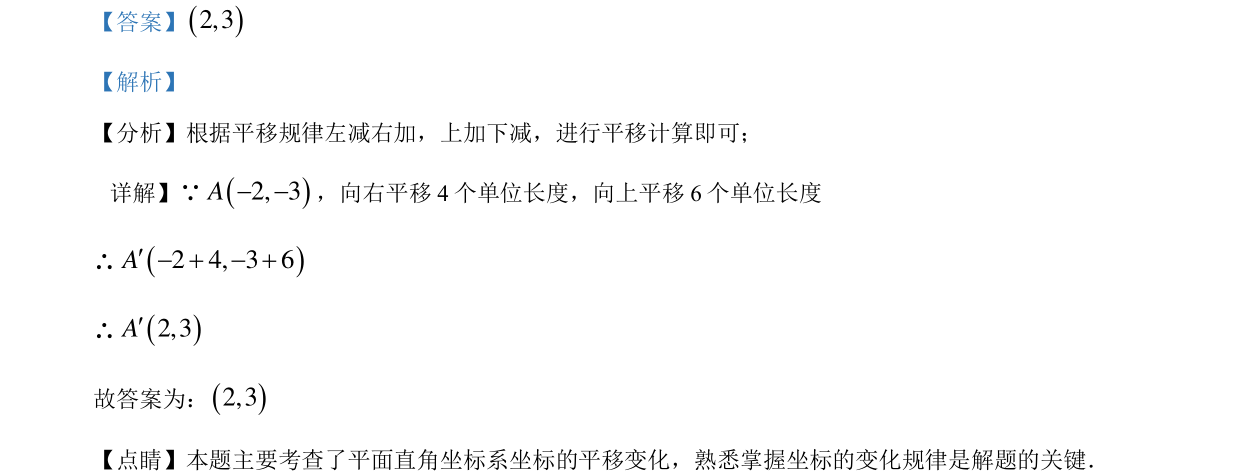 【答案】(2,3)
【解析】
【分析】根据平移规律左减右加，上加下减，进行平移计算即可；
详解】∵ A(−2,−3)，向右平移 4 个单位长度，向上平移 6 个单位长度
∴ A′(−2+4,−3+6)
∴ A′(2,3)
故答案为：(2,3)
【点睛】本题主要考查了平面直角坐标系坐标的平移变化，熟悉掌握坐标的变化规律是解题的关键．